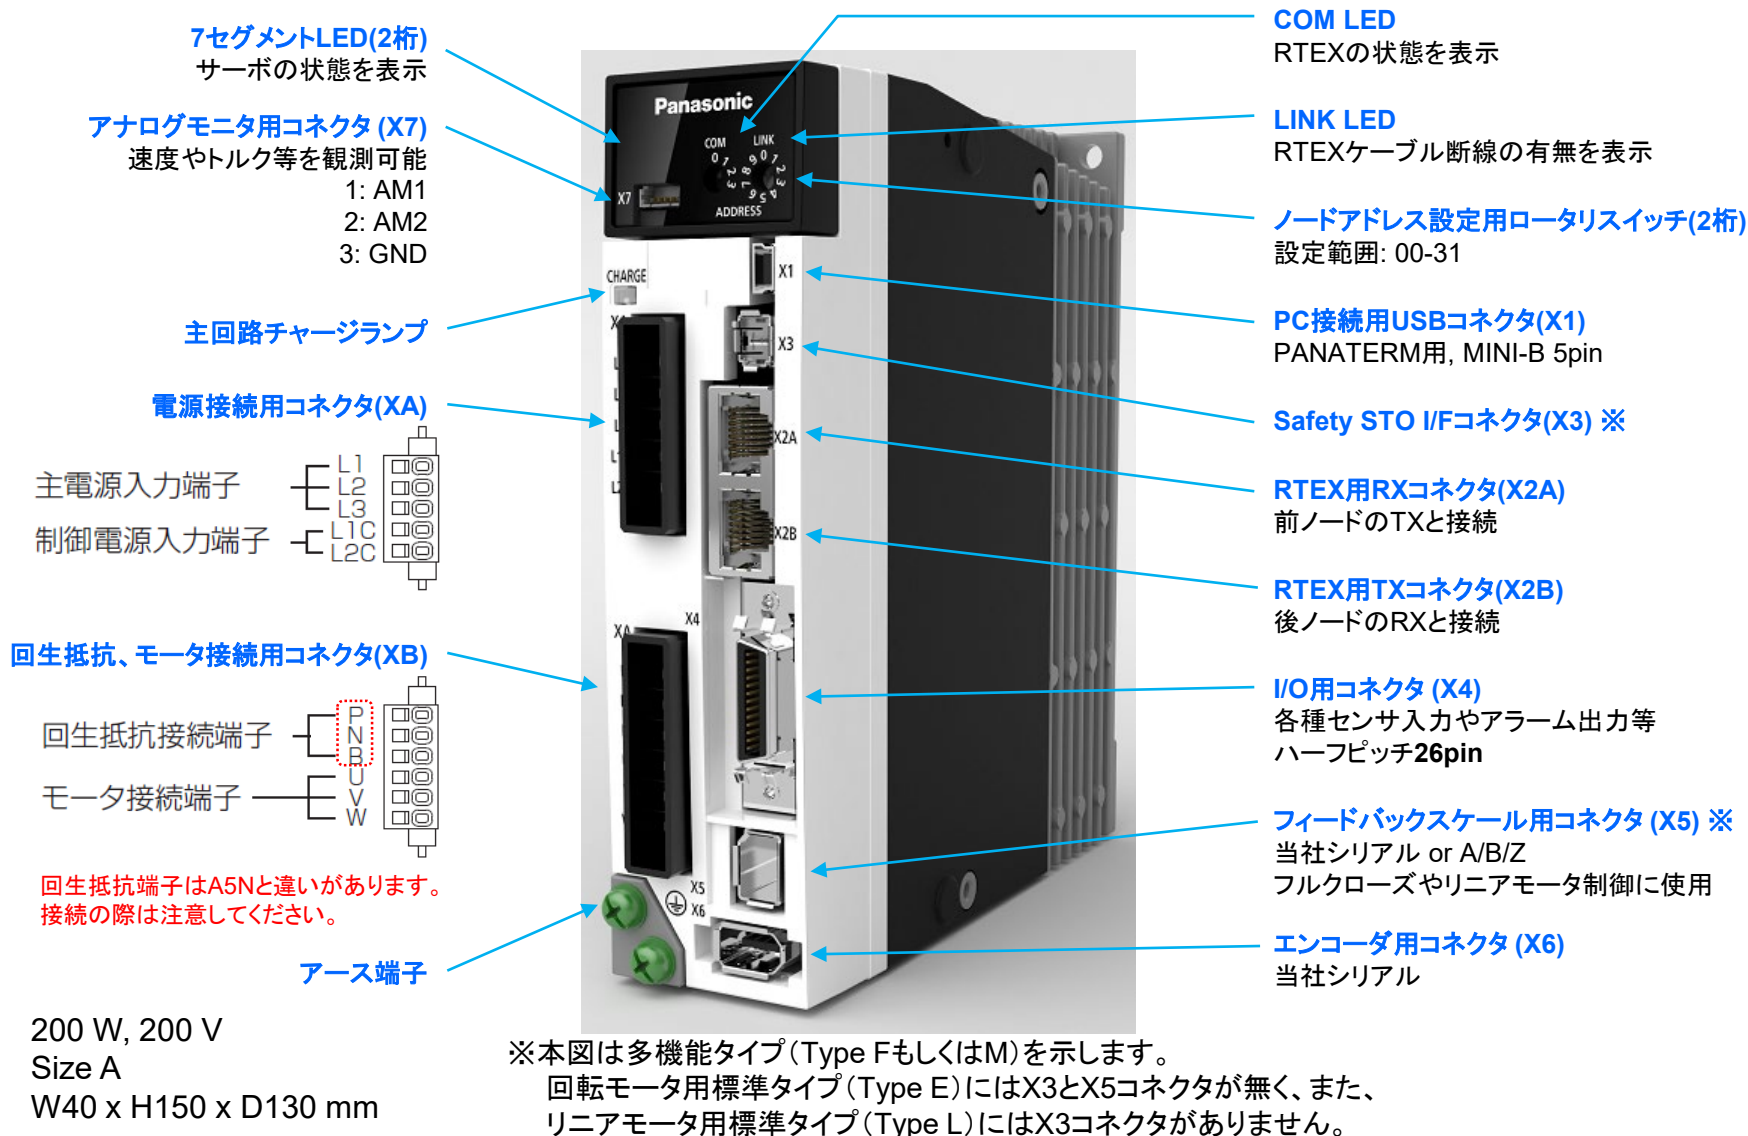 7セグメントLED(2桁)
サーボの状態を表示
アナログモニタ用コネクタ (X7)
速度やトルク等を観測可能
1: AM1
2: AM2
3: GND
主回路チャージランプ
電源接続用コネクタ(XA)
主電源入力端子
L1
L2
L3
制御電源入力端子
L1C
L2C
回生抵抗、モータ接続用コネクタ(XB)
回生抵抗接続端子
P
N
B
モータ接続端子
U
V
W
回生抵抗端子はA5Nと違いがあります。
接続の際は注意してください。
アース端子
200 W, 200 V
Size A
W40 x H150 x D130 mm
Panasonic
COM LINK
0 1 2 3
0 1 2 3 4 5 6 7 8 9
X7
ADDRESS
CHARGE
X1
X3
X2A
X2B
X4
XA
X5
X6
COM LED
RTEXの状態を表示
LINK LED
RTEXケーブル断線の有無を表示
ノードアドレス設定用ロータリスイッチ(2桁)
設定範囲: 00-31
PC接続用USBコネクタ(X1)
PANATERM用, MINI-B 5pin
Safety STO I/Fコネクタ(X3) ※
RTEX用RXコネクタ(X2A)
前ノードのTXと接続
RTEX用TXコネクタ(X2B)
後ノードのRXと接続
I/O用コネクタ (X4)
各種センサ入力やアラーム出力等
ハーフピッチ26pin
フィードバックスケール用コネクタ (X5) ※
当社シリアル or A/B/Z
フルクローズやリニアモータ制御に使用
エンコーダ用コネクタ (X6)
当社シリアル
※本図は多機能タイプ（Type FもしくはM）を示します。
回転モータ用標準タイプ（Type E）にはX3とX5コネクタが無く、また、
リニアモータ用標準タイプ（Type L）にはX3コネクタがありません。